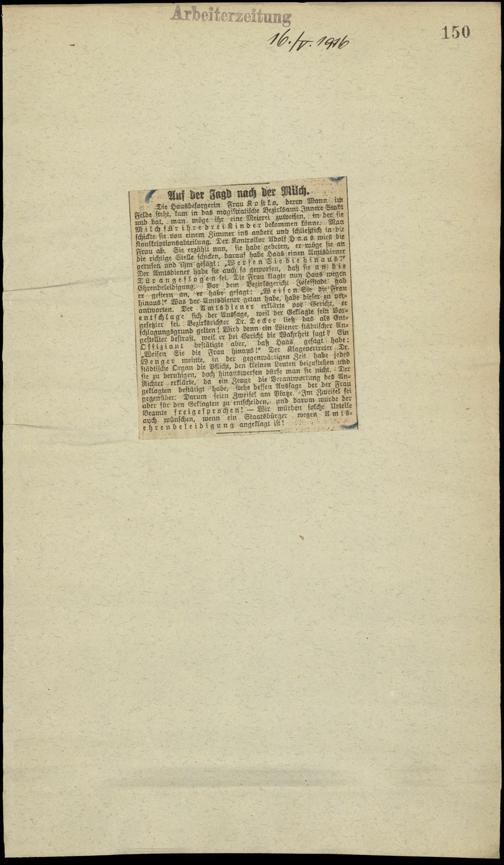 Arbeiterzeitung
16./V. 1916
150
Auf der Jagd nach der Milch.
Die Hausbesorgerin Frau Kostka, deren Mann im
Felde steht, kam in das magistratische Bezirksamt Innere Stadt
und bat, man möge ihr eine Meierei zuweisen, in der sie
Milch für ihre drei Kinder bekommen könne. Man
schickte sie von einem Zimmer ins andere und schließlich in die
Konskriptionsabteilung. Der Kontrollor Adolf Haas wies die
Frau ab. Sie erzählt nun, sie habe gebeten, er möge sie an
die richtige Stelle schicken, darauf habe Haas einen Amtsdiener
gerufen und ihm gesagt: „Werfen Sie die hinaus!"
Der Amtsdiener habe sie auch so geworfen, daß sie an die
Tür angeflogen sei. Die Frau klagte nun Haas wegen
Ehrenbeleidigung. Vor dem Bezirksgericht Josefstadt gab
er gestern an, er habe gesagt: „Weisen Sie die Frau
hinaus!" Was der Amtsdiener getan habe, habe dieser zu ver-
antworten. Der Amtsdiener erklärte vor Gericht, er
entschlage sich der Aussage, weil der Geklagte sein Vor-
gesetzter sei. Bezirksrichter Dr. Decker ließ das als Ent-
schlagungsgrund gelten! Wird denn ein Wiener städtischer An-
gestellter bestraft, weil er bei Gericht die Wahrheit sagt? Ein
Offiziant bestätigte aber, daß Haas gesagt habe:
„Weisen Sie die Frau hinaus!" Der Klagevertreter Dr.
Wenger meinte, in der gegenwärtigen Zeit habe jedes
städtische Organ die Pflicht, den kleinen Leuten beizustehen und
sie zu beruhigen, doch hinauswerfen dürfe man sie nicht. Der
Richter erklärte, da ein Zeuge die Verantwortung des An-
geklagten bestätigt habe, stehe dessen Aussage der der Frau
gegenüber. Darum seien Zweifel am Platze. Im Zweifel sei
aber für den Geklagten zu entscheiden, und darum wurde der
Beamte freigesprochen! — Wir würden solche Urteile
auch wünschen, wenn ein Staatsbürger wegen Amts-
ehrenbeleidigung angeklagt ist!